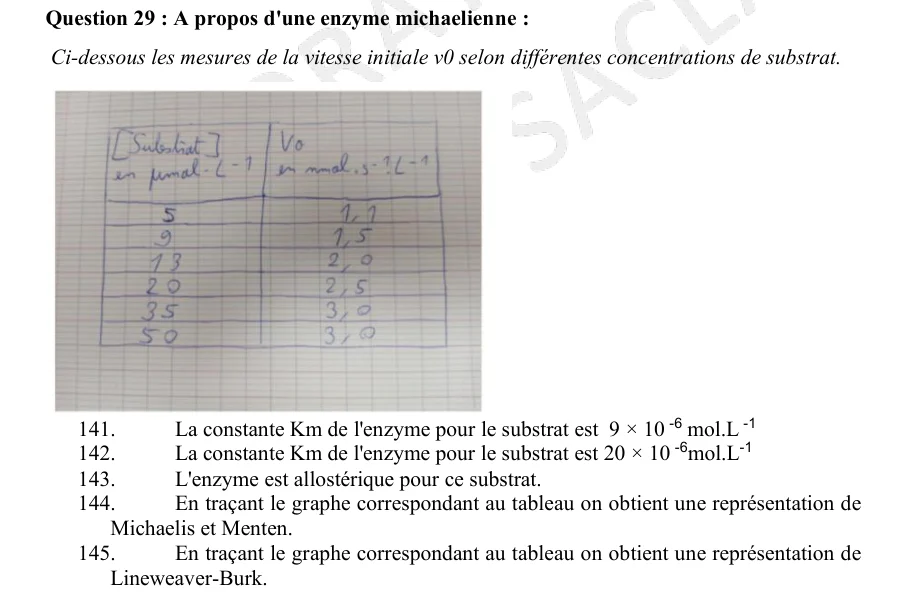 Question 29 : A propos d'une enzyme michaelienne :
Ci-dessous les mesures de la vitesse initiale v0 selon différentes concentrations de substrat.
[Substrat] en µmol.L⁻¹ V₀ en nmol.s⁻¹.L⁻¹
5 1,1
9 1,5
13 2,0
20 2,5
35 3,0
50 3,0
141. La constante Km de l'enzyme pour le substrat est 9 × 10 ⁻⁶ mol.L ⁻¹
142. La constante Km de l'enzyme pour le substrat est 20 × 10 ⁻⁶mol.L⁻¹
143. L'enzyme est allostérique pour ce substrat.
144. En traçant le graphe correspondant au tableau on obtient une représentation de
Michaelis et Menten.
145. En traçant le graphe correspondant au tableau on obtient une représentation de
Lineweaver-Burk.